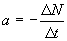 a = − ΔN / Δt